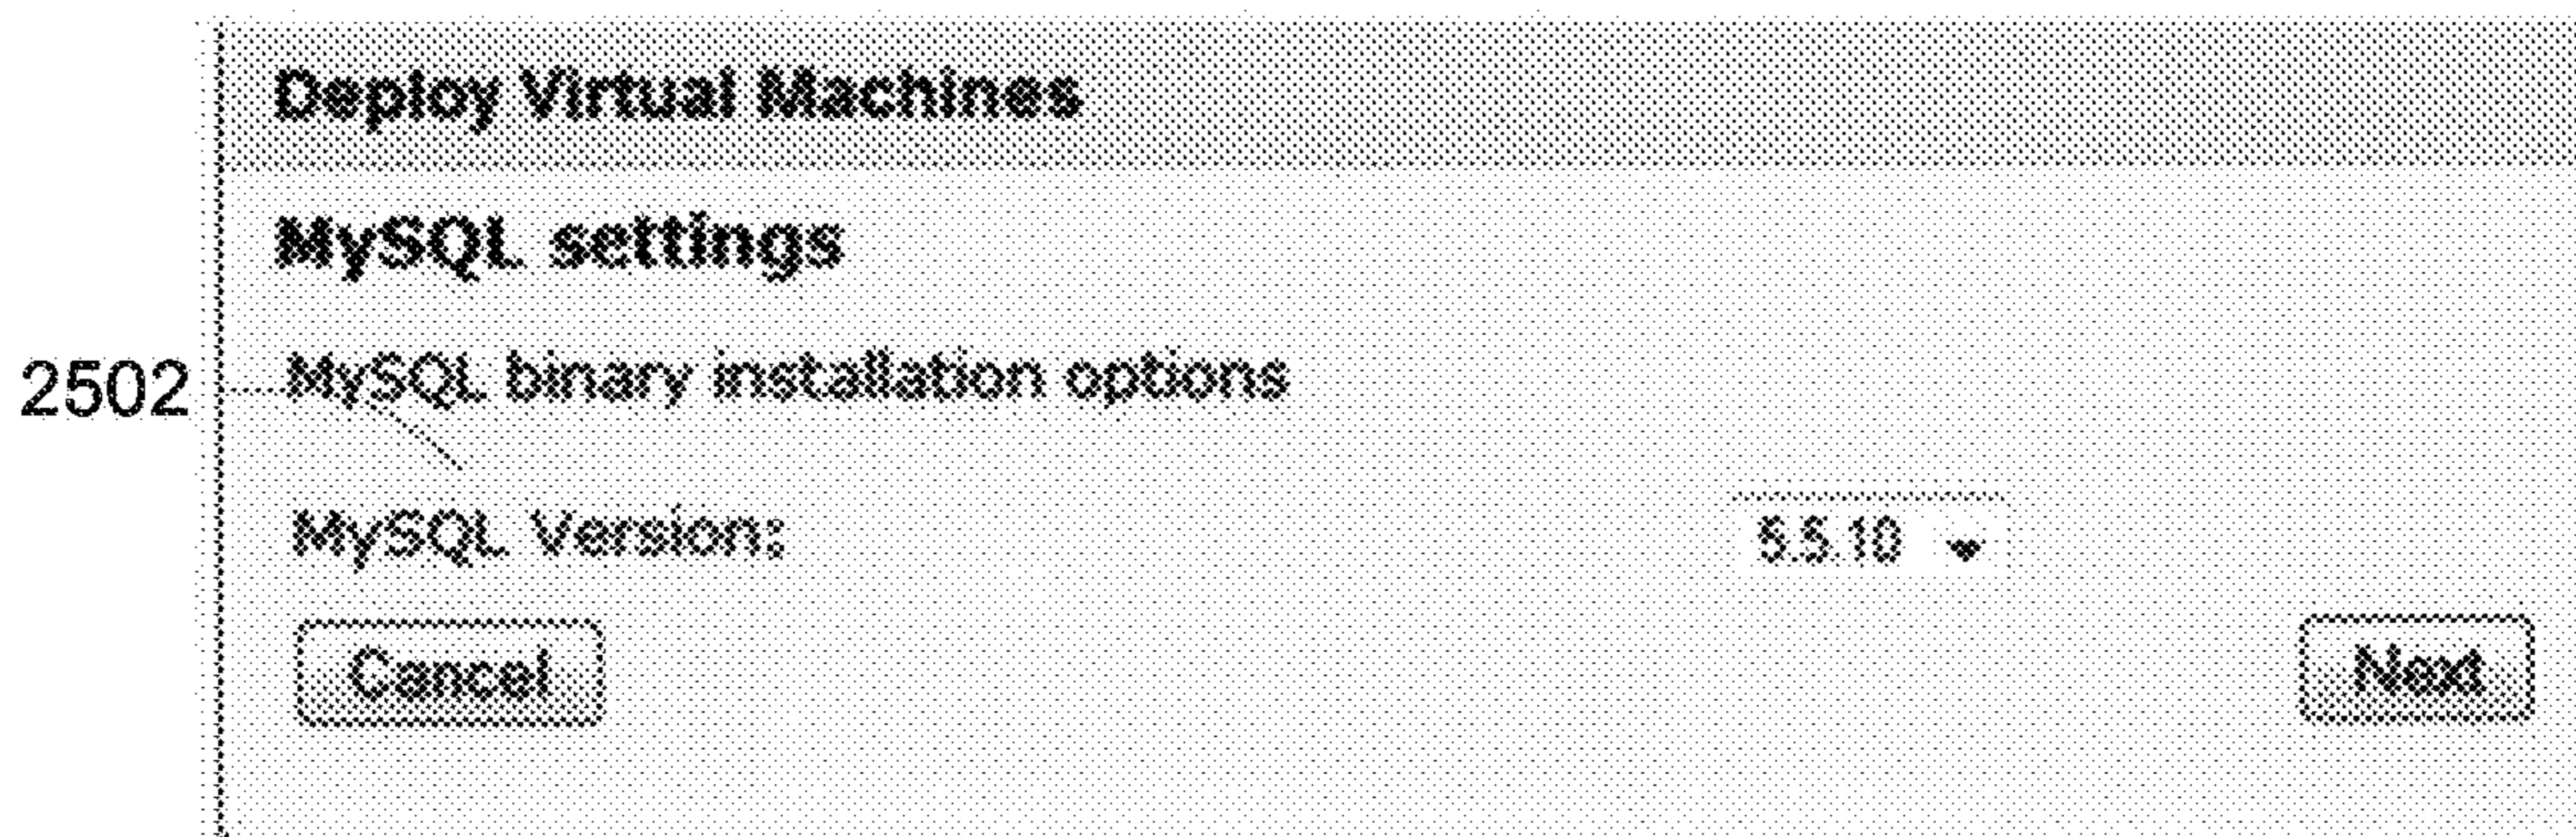 Deploy Virtual Machines
MySQL settings
2502 MySQL binary installation options
MySQL Version: 5.5.10
Cancel Next